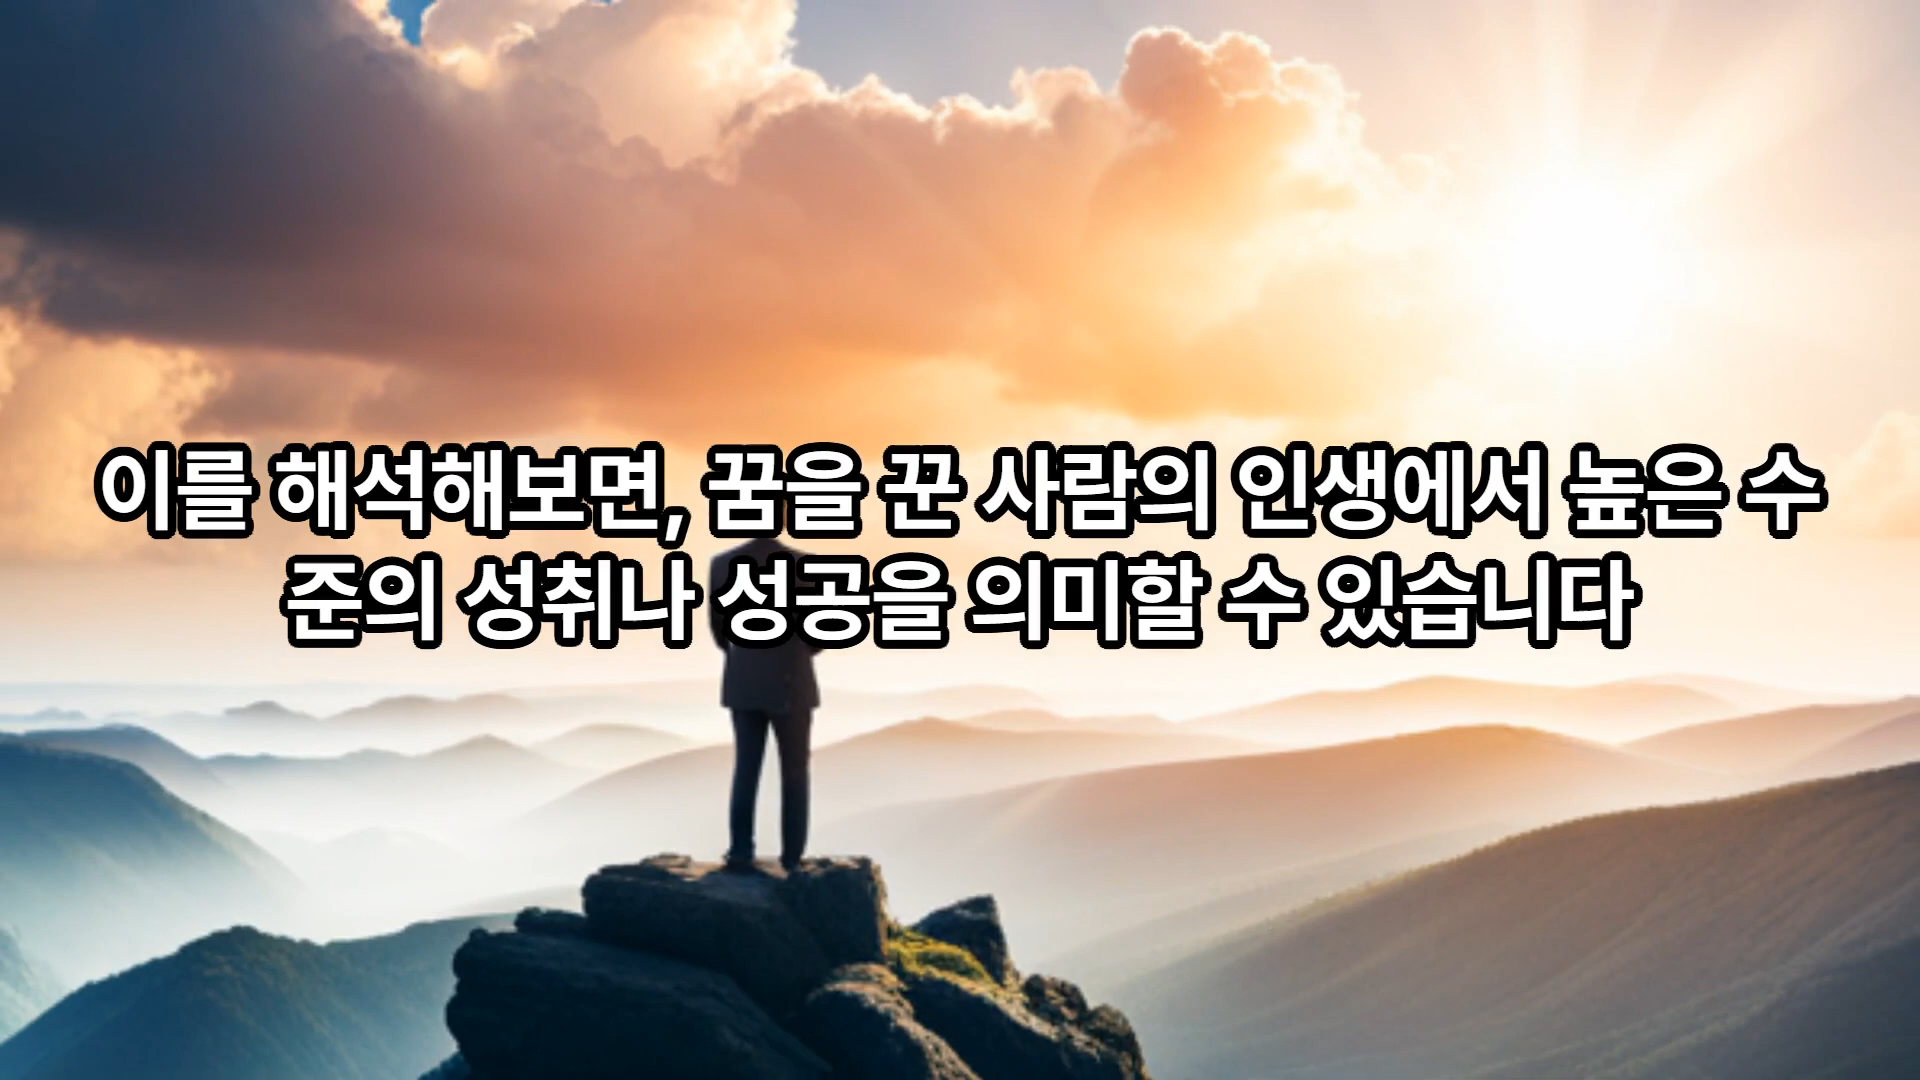 이를 해석해보면, 꿈을 꾼 사람의 인생에서 높은 수
준의 성취나 성공을 의미할 수 있습니다